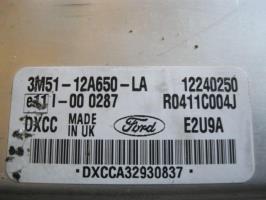 3M51-12A650-LA 12240250
e11 I-00 0287 R0411C004J
DXCC MADE IN UK Ford E2U9A
·DXCCA32930837·